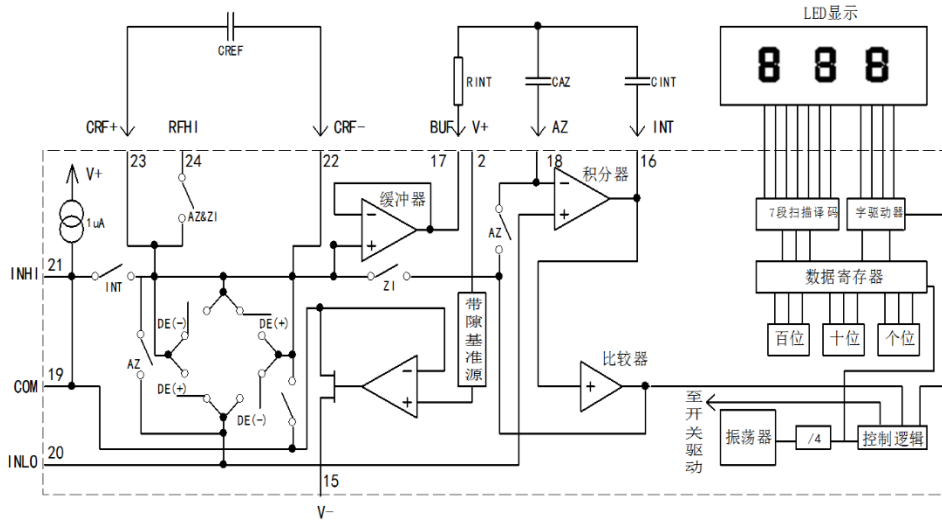 LED显示
888
CREF
RINT
CAZ
CINT
CRF+
RFHI
CRF-
BUF
V+
AZ
INT
23
24
22
17
2
18
16
V+
1uA
AZ&ZI
缓冲器
积分器
AZ
7段扫描译码
字驱动器
INHI
21
INT
ZI
数据寄存器
DE(-)
DE(+)
带隙基准源
百位
十位
个位
AZ
比较器
COM
19
DE(+)
DE(-)
至开关驱动
振荡器
/4
控制逻辑
INLO
20
15
V-